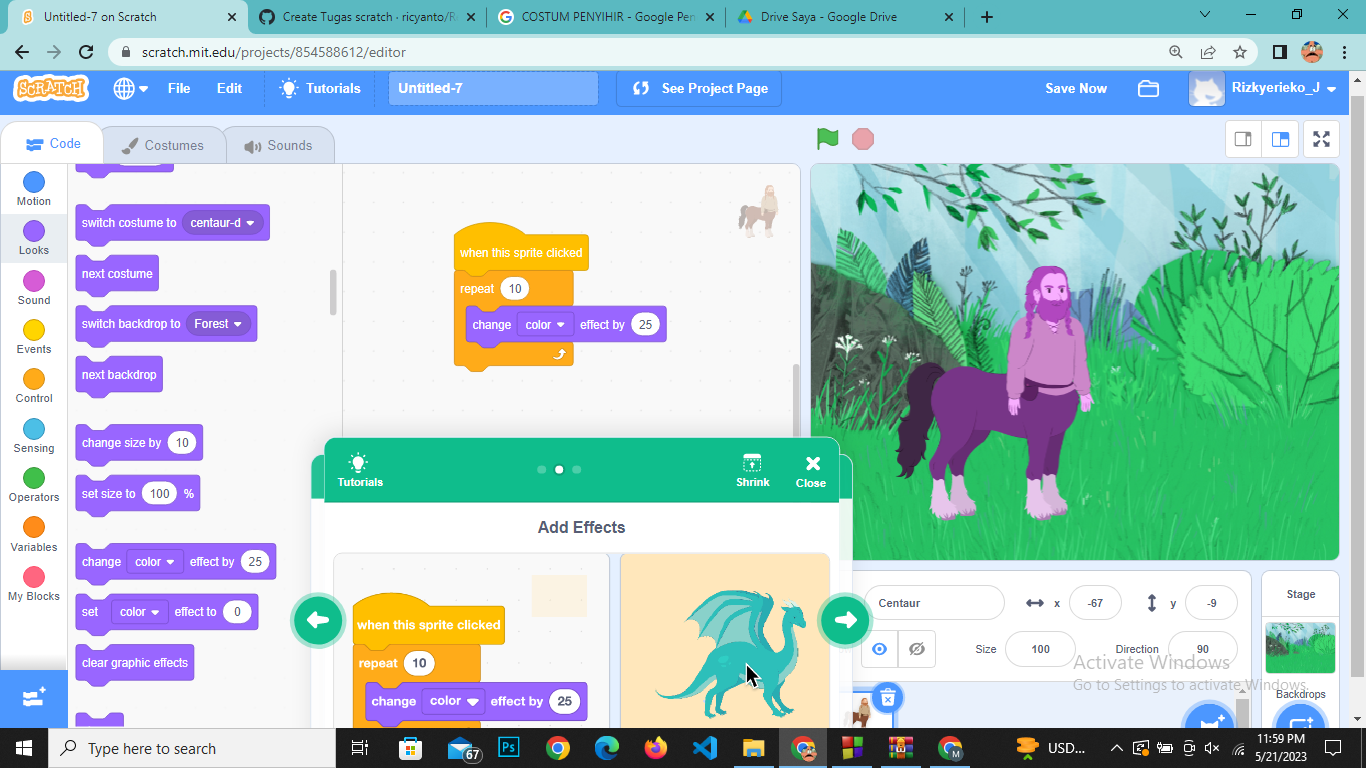 Untitled-7 on Scratch
Create Tugas scratch · ricyanto/R
COSTUM PENYIHIR - Google Pen
Drive Saya - Google Drive
scratch.mit.edu/projects/854588612/editor
SCRATCH
File
Edit
Tutorials
Untitled-7
See Project Page
Save Now
Rizkyerieko_J
Code
Costumes
Sounds
Motion
Looks
Sound
Events
Control
Sensing
Operators
Variables
My Blocks
switch costume to centaur-d
next costume
switch backdrop to Forest
next backdrop
change size by 10
set size to 100 %
change color effect by 25
set color effect to 0
clear graphic effects
when this sprite clicked
repeat 10
change color effect by 25
Tutorials
Shrink
Close
Add Effects
when this sprite clicked
repeat 10
change color effect by 25
Centaur
x -67
y -9
Size 100
Direction 90
Stage
Backdrops
Activate Windows
Go to Settings to activate Windows.
Type here to search
67
Ps
M
USD...
11:59 PM
5/21/2023